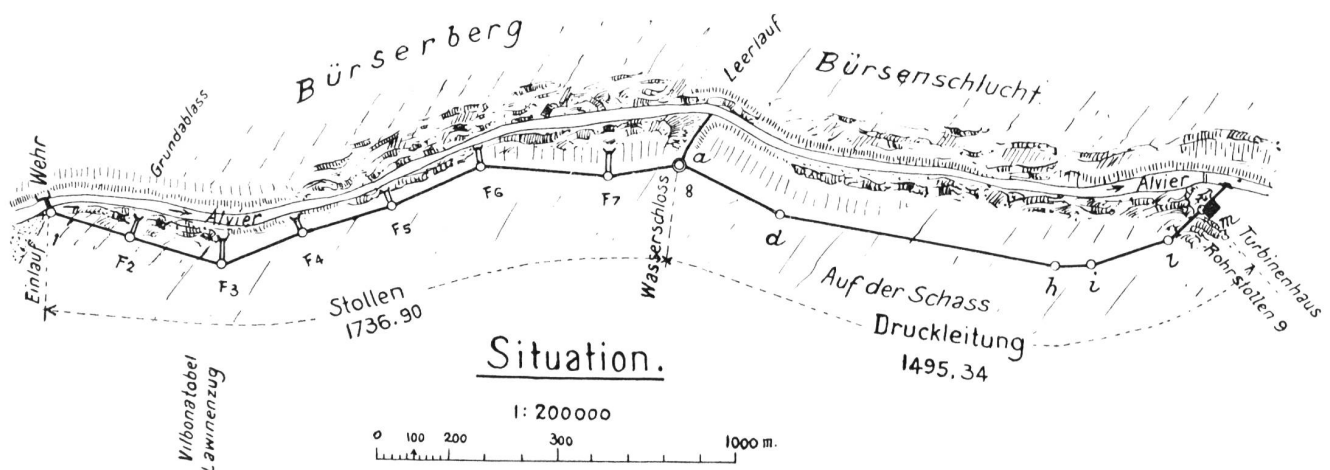 Bürserberg
Leerlauf
Bürsenschlucht.
Grundablass
Wehr
Alvier
Alvier
a
8
d
1
F2
F3
F4
F5
F6
F7
h
i
l
m
Einlauf
Wasserschloss
Turbinenhaus
Rohrstollen 9
Stollen
1736.90
Auf der Schass
Druckleitung
1495.34
Vilbonatobel
Lawinenzug
Situation.
1:200000
0 100 200 300 1000 m.